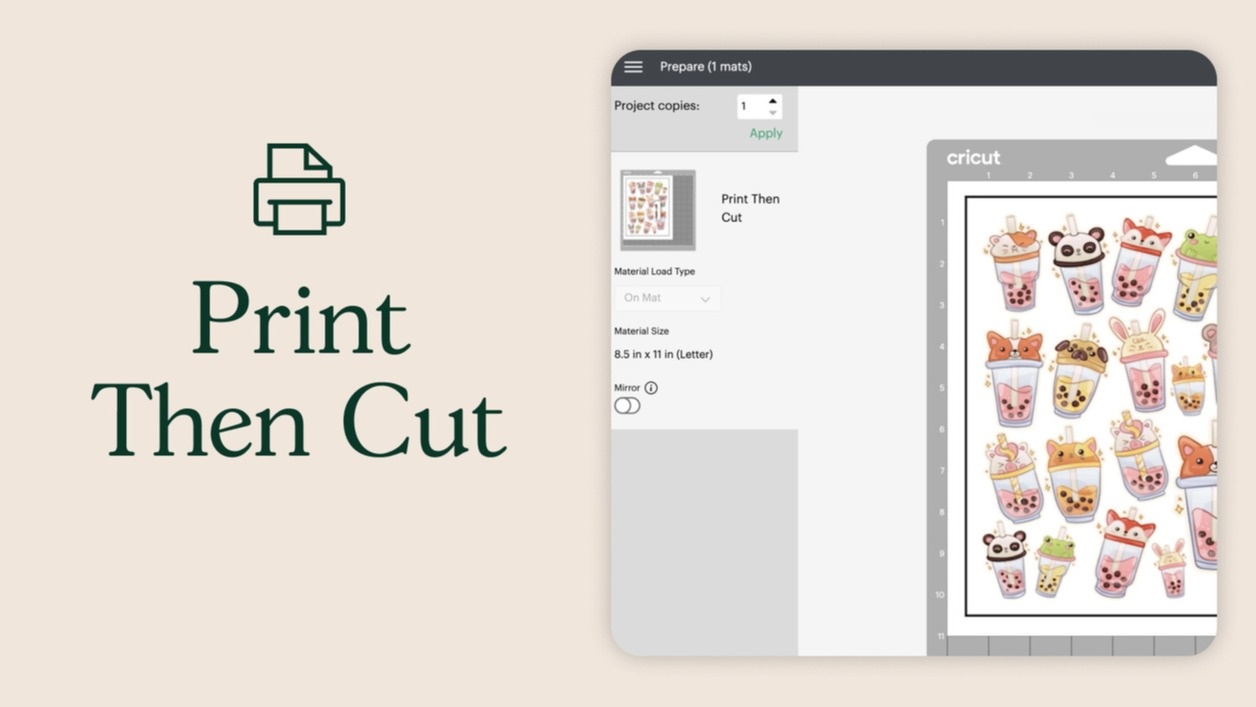 Print
Then Cut
Prepare (1 mats)
Project copies:
1
Apply
Print Then
Cut
Material Load Type
On Mat
Material Size
8.5 in x 11 in (Letter)
Mirror
cricut
1 2 3 4 5 6
1
2
3
4
5
6
7
8
9
10
11